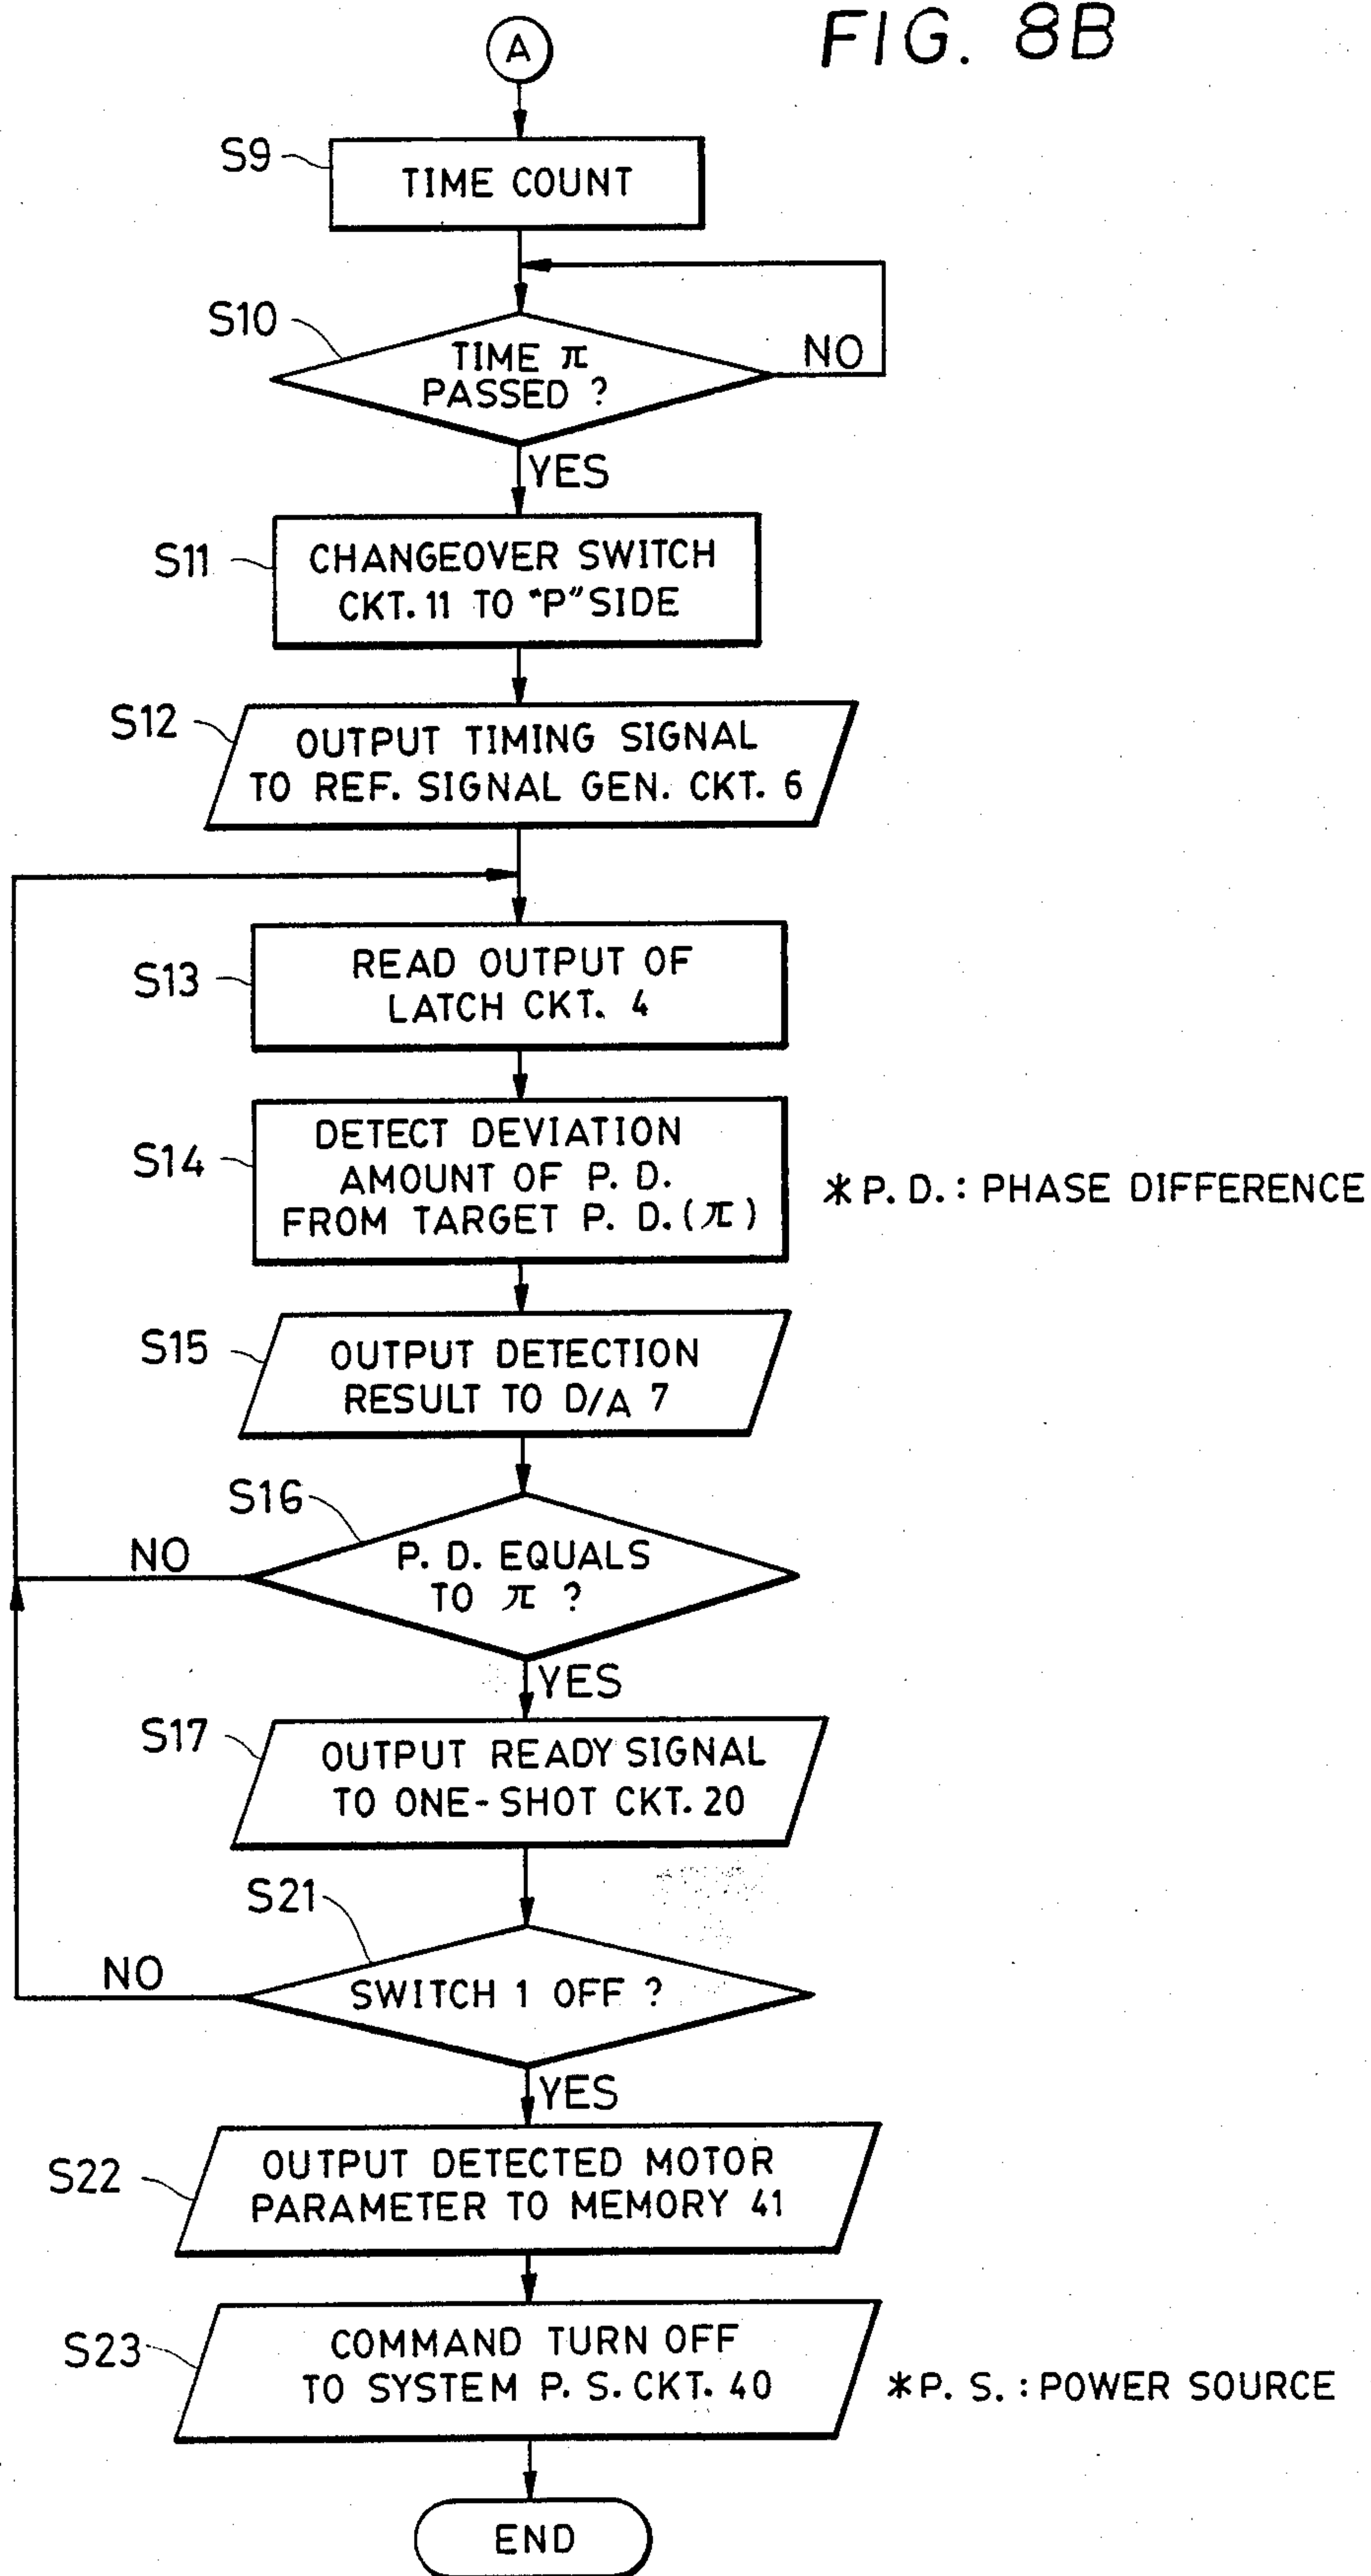 FIG. 8B
A
S9
TIME COUNT
S10
TIME π
PASSED ?
NO
YES
S11
CHANGEOVER SWITCH
CKT. 11 TO "P" SIDE
S12
OUTPUT TIMING SIGNAL
TO REF. SIGNAL GEN. CKT. 6
S13
READ OUTPUT OF
LATCH CKT. 4
S14
DETECT DEVIATION
AMOUNT OF P. D.
FROM TARGET P. D. (π)
*P. D. : PHASE DIFFERENCE
S15
OUTPUT DETECTION
RESULT TO D/A 7
S16
P. D. EQUALS
TO π ?
NO
YES
S17
OUTPUT READY SIGNAL
TO ONE-SHOT CKT. 20
S21
SWITCH 1 OFF ?
NO
YES
S22
OUTPUT DETECTED MOTOR
PARAMETER TO MEMORY 41
S23
COMMAND TURN OFF
TO SYSTEM P. S. CKT. 40
*P. S. : POWER SOURCE
END